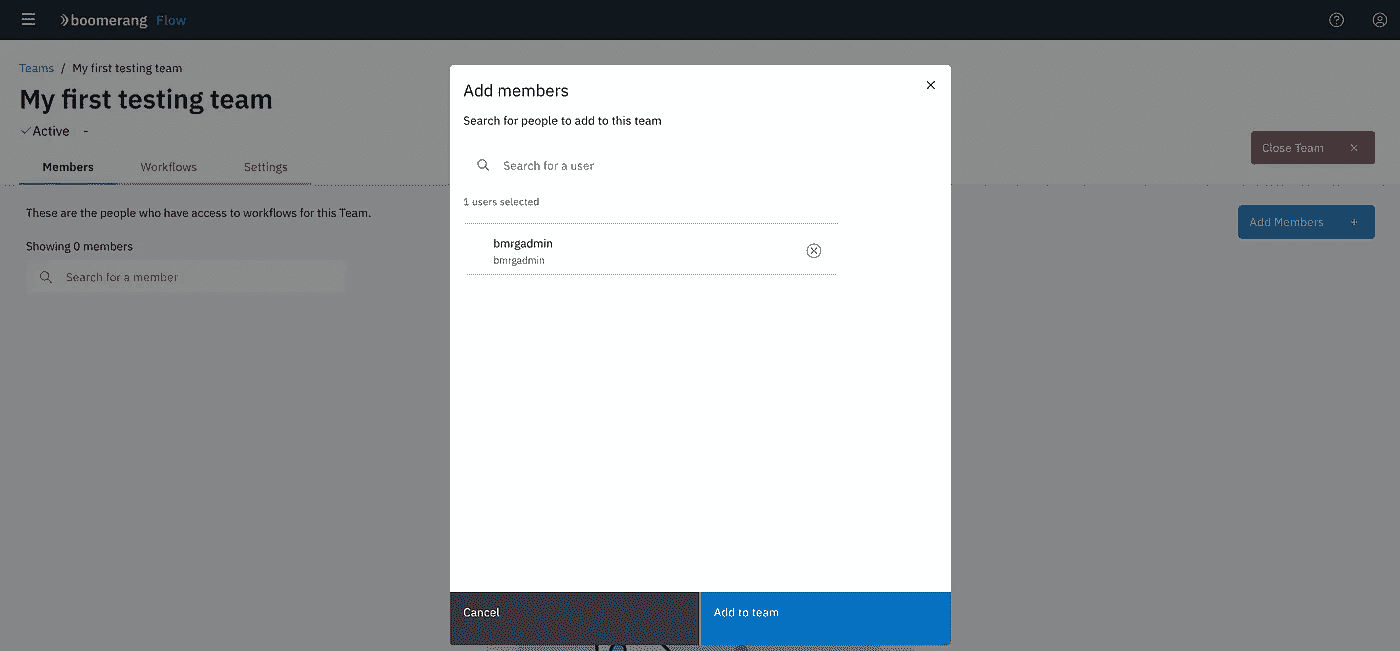 boomerang Flow
Teams / My first testing team
My first testing team
Active -
Close Team
Members Workflows Settings
These are the people who have access to workflows for this Team.
Add Members +
Showing 0 members
Search for a member
Add members
Search for people to add to this team
Search for a user
1 users selected
bmrgadmin
bmrgadmin
Cancel Add to team